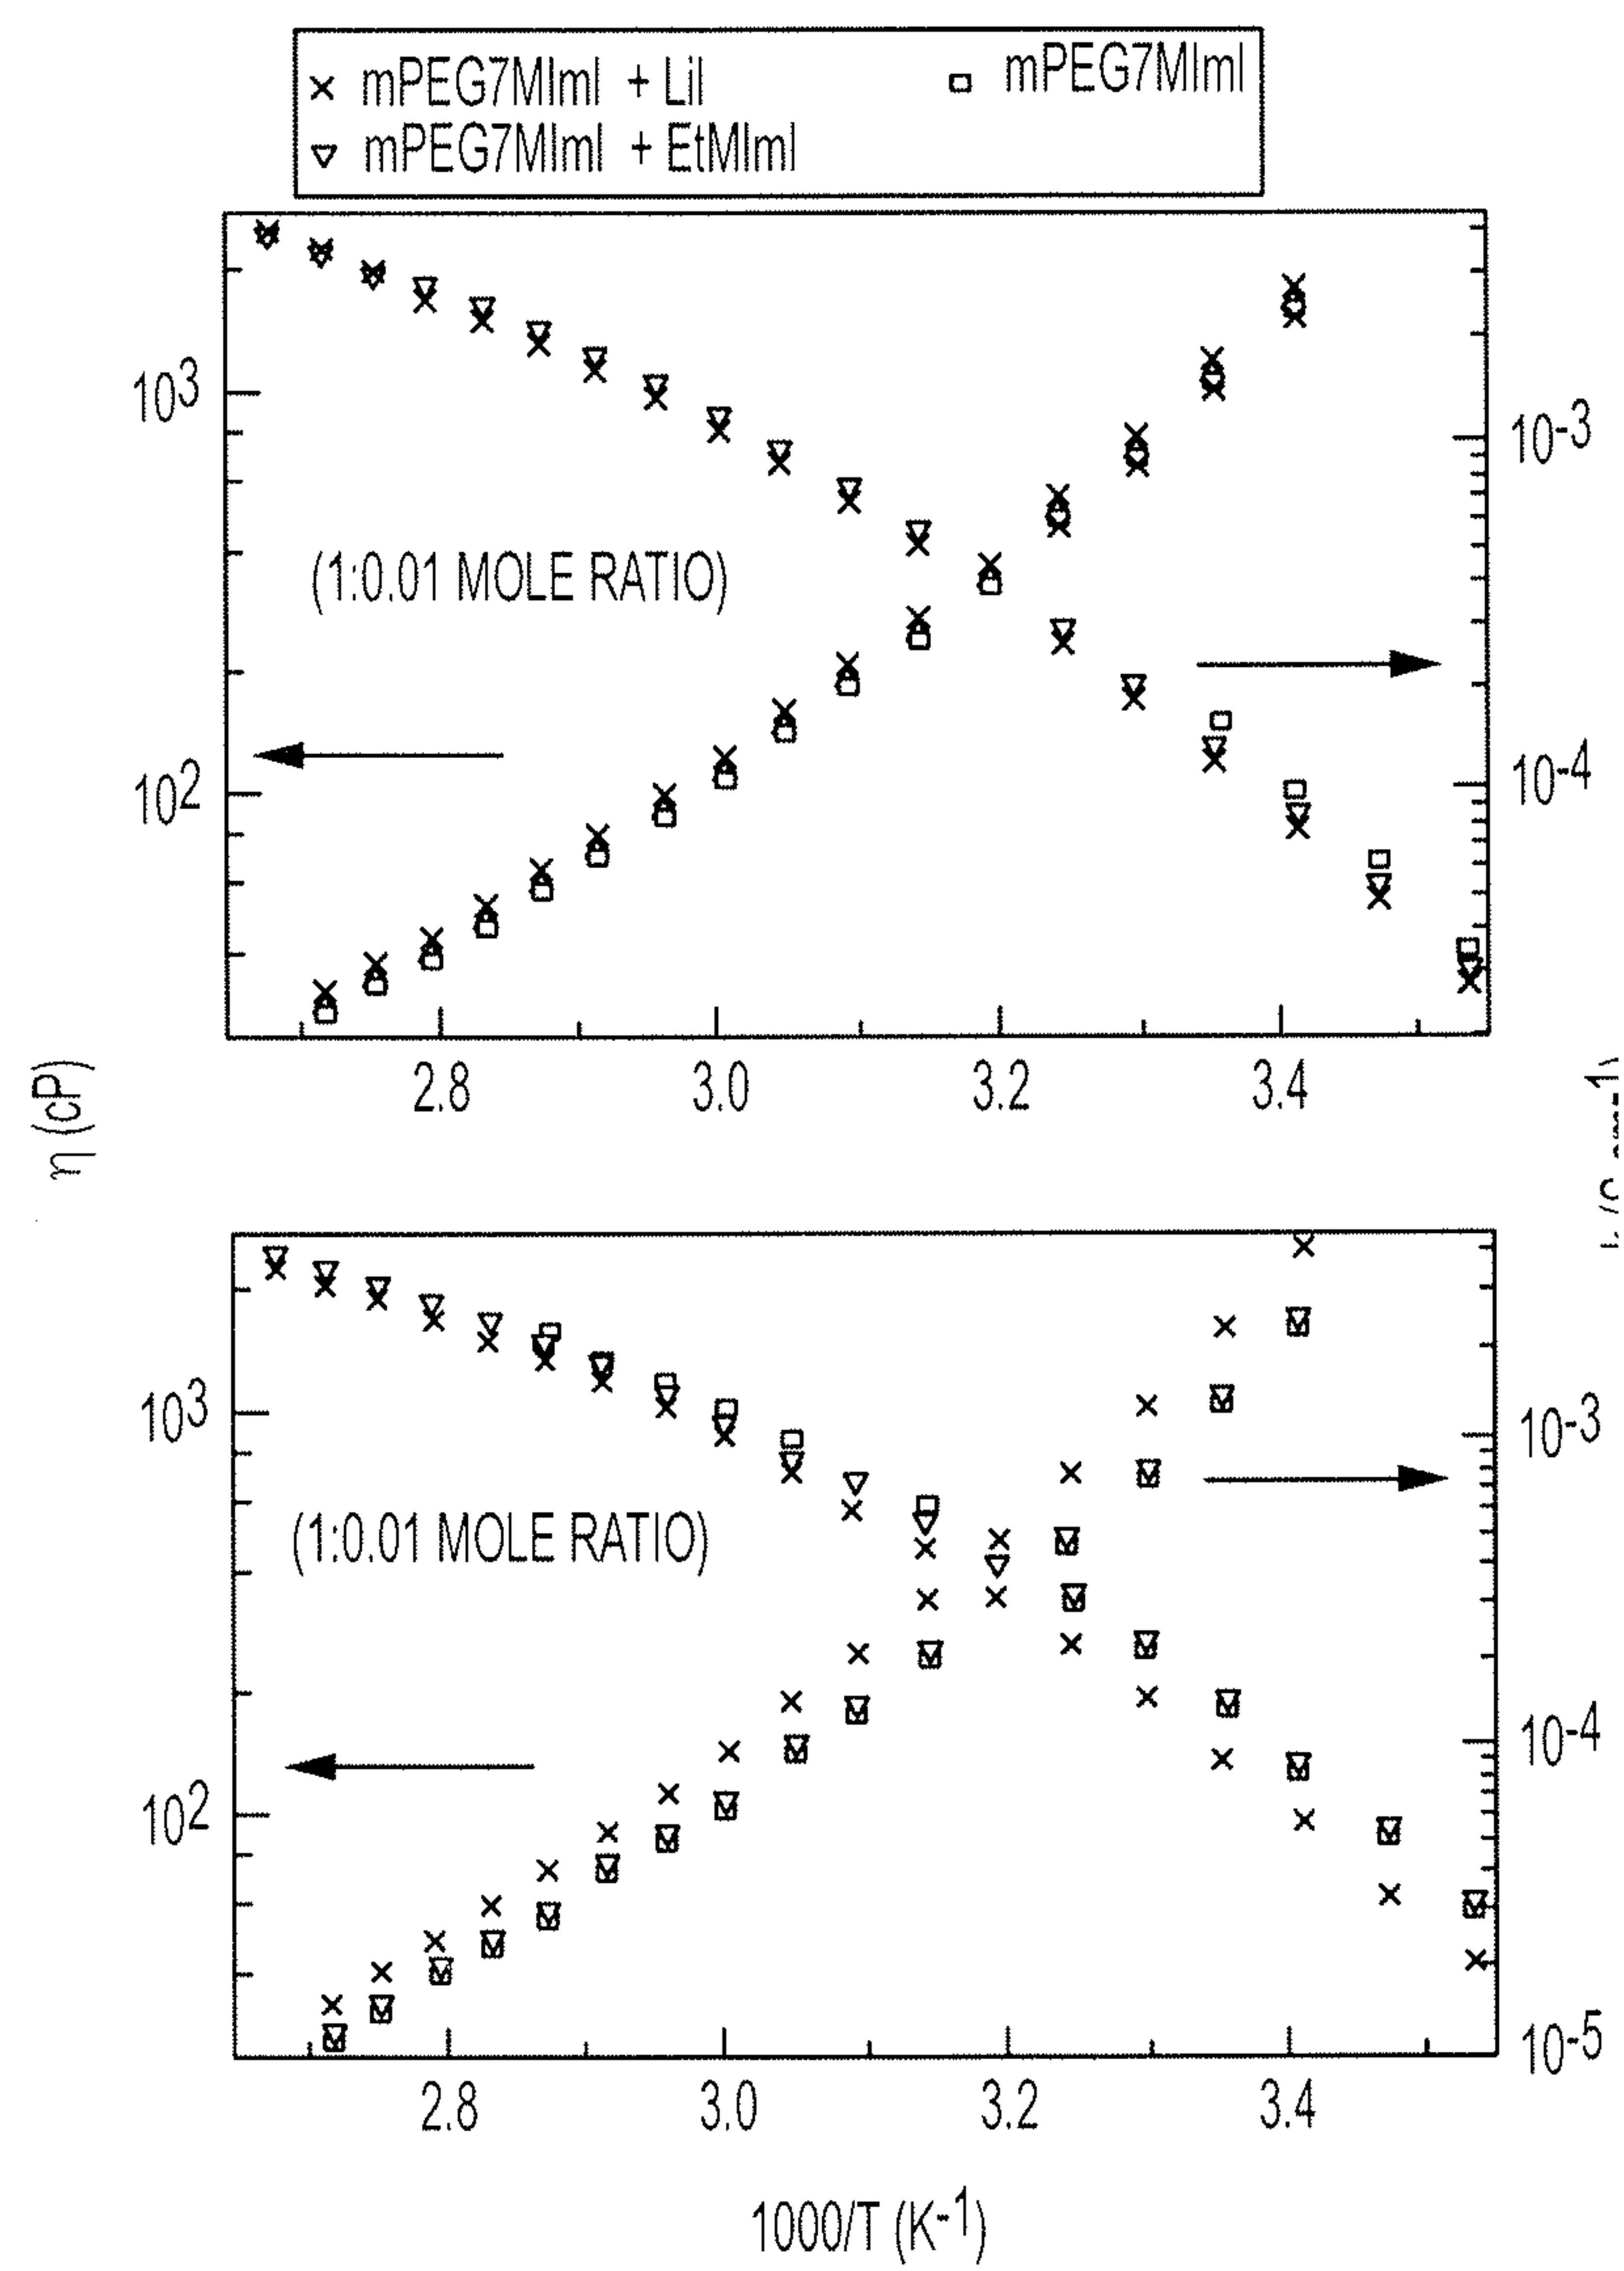 × mPEG7MImI + LiI □ mPEG7MImI
▽ mPEG7MImI + EtMImI
10³
10²
(1:0.01 MOLE RATIO)
10-3
10-4
2.8 3.0 3.2 3.4
η (cP)
10³
10²
(1:0.01 MOLE RATIO)
10-3
10-4
10-5
2.8 3.0 3.2 3.4
1000/T (K-1)